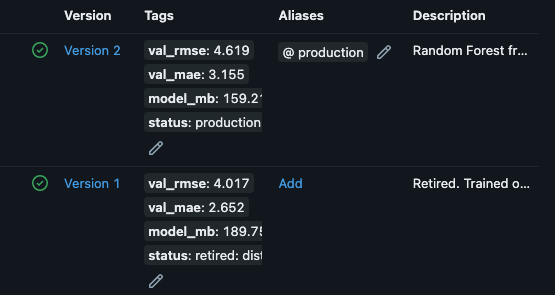 Version Tags Aliases Description
Version 2 val_rmse: 4.619 @ production Random Forest fr...
val_mae: 3.155
model_mb: 159.21
status: production
Version 1 val_rmse: 4.017 Add Retired. Trained o...
val_mae: 2.652
model_mb: 189.75
status: retired: dist